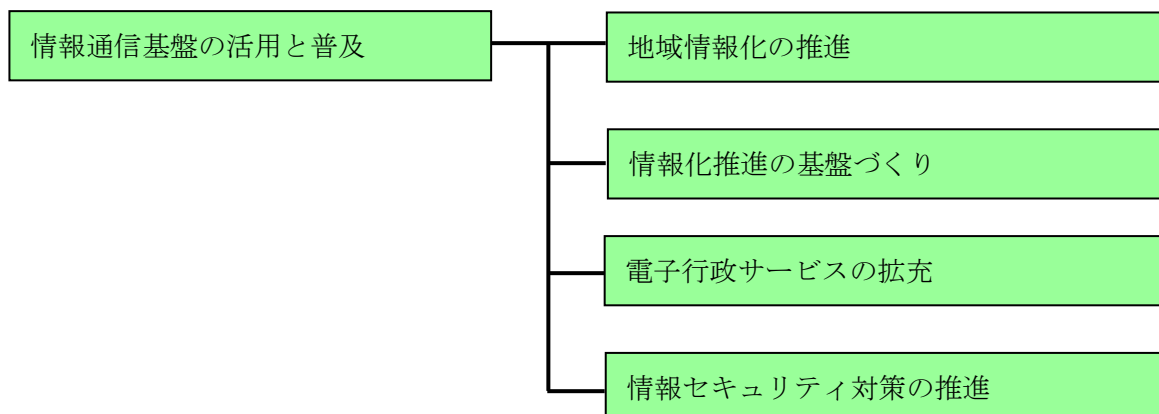 情報通信基盤の活用と普及
地域情報化の推進
情報化推進の基盤づくり
電子行政サービスの拡充
情報セキュリティ対策の推進